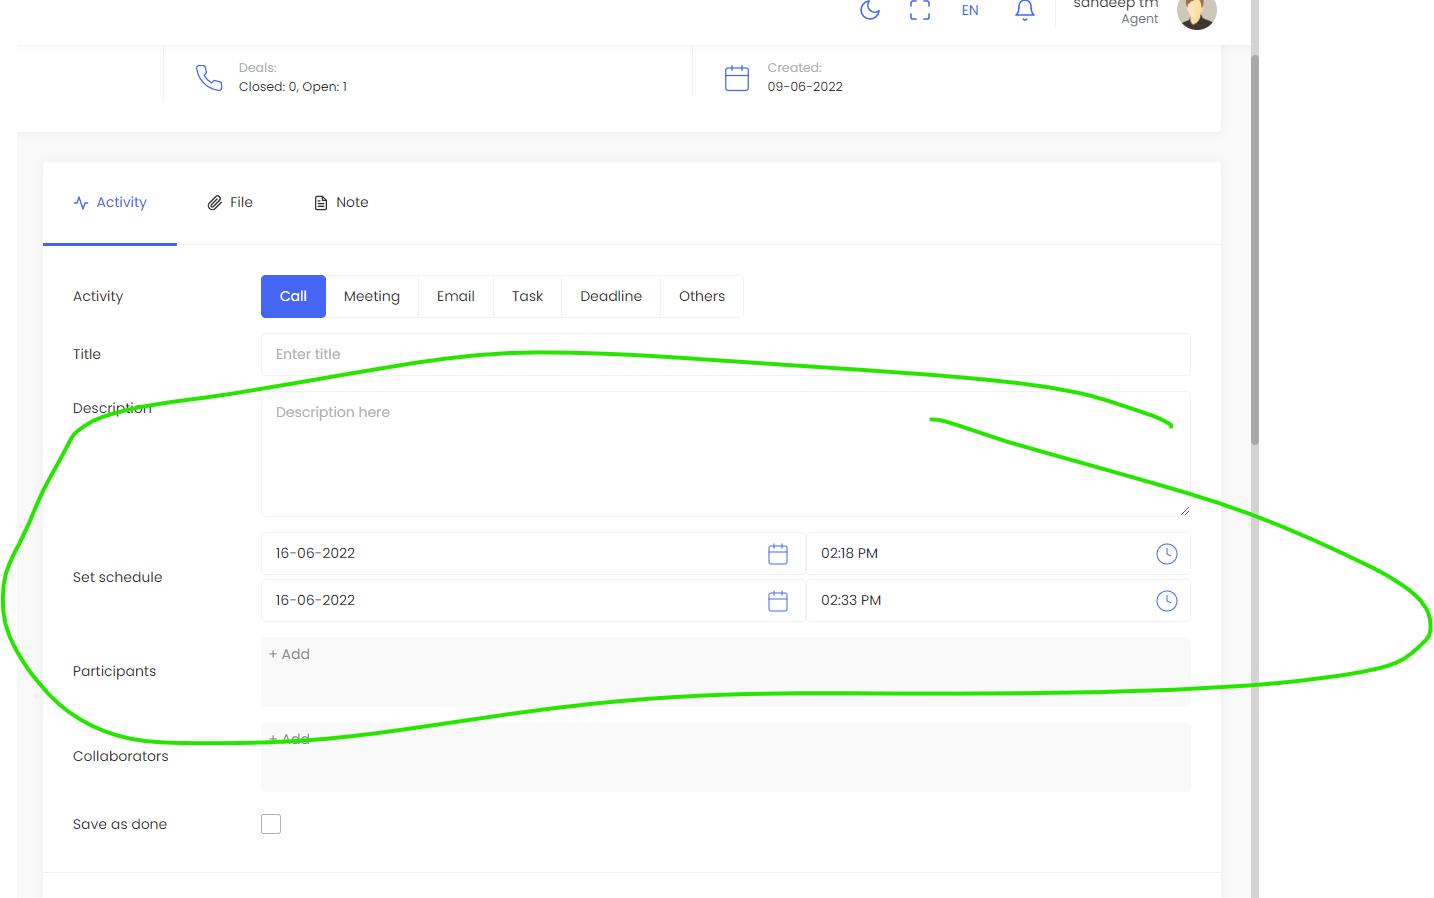 sandeep tm
EN
Agent
Deals:
Closed: 0, Open: 1
Created:
09-06-2022
Activity File Note
Activity Call Meeting Email Task Deadline Others
Title Enter title
Description Description here
16-06-2022 02:18 PM
Set schedule
16-06-2022 02:33 PM
+ Add
Participants
+ Add
Collaborators
Save as done